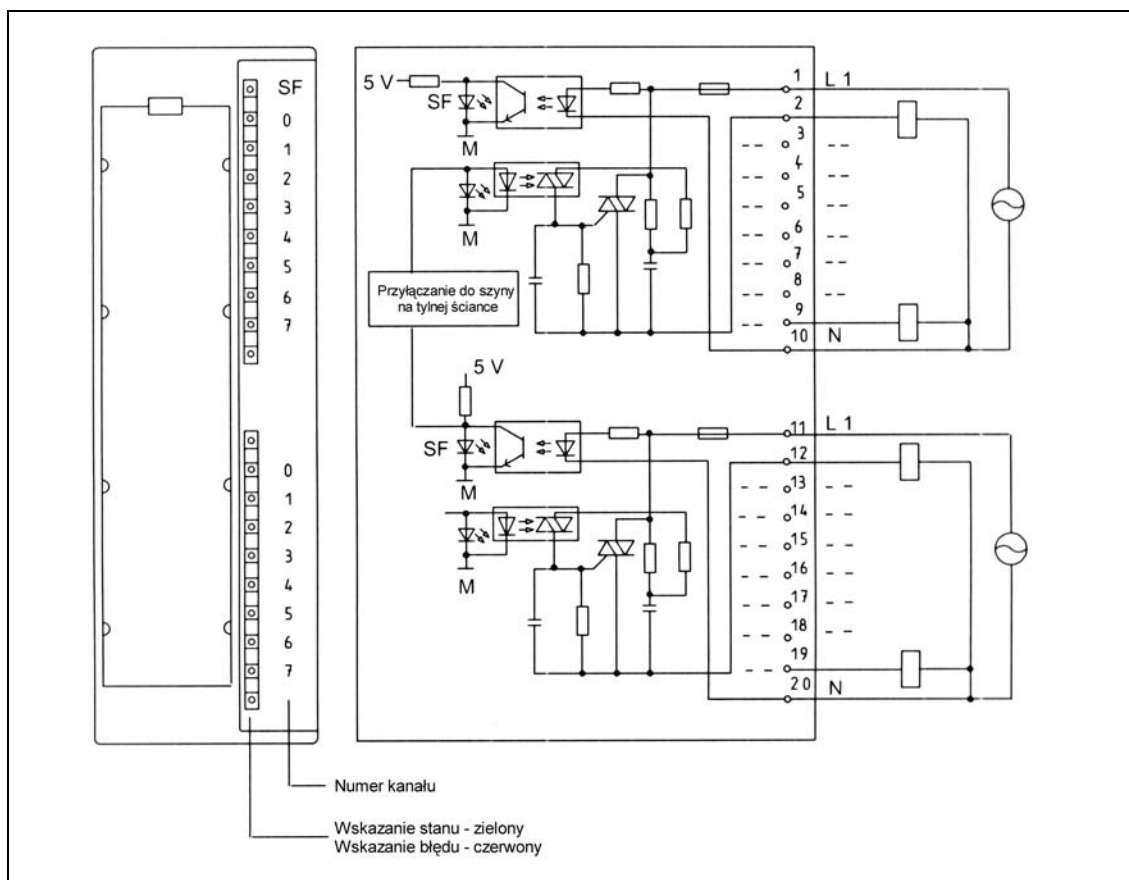 SF
0
1
2
3
4
5
6
7
0
1
2
3
4
5
6
7
5 V
SF
M
M
Przyłączanie do szyny
na tylnej ściance
5 V
SF
M
M
1 L 1
2
3
4
5
6
7
8
9
10 N
11 L 1
12
13
14
15
16
17
18
19
20 N
Numer kanału
Wskazanie stanu - zielony
Wskazanie błędu - czerwony